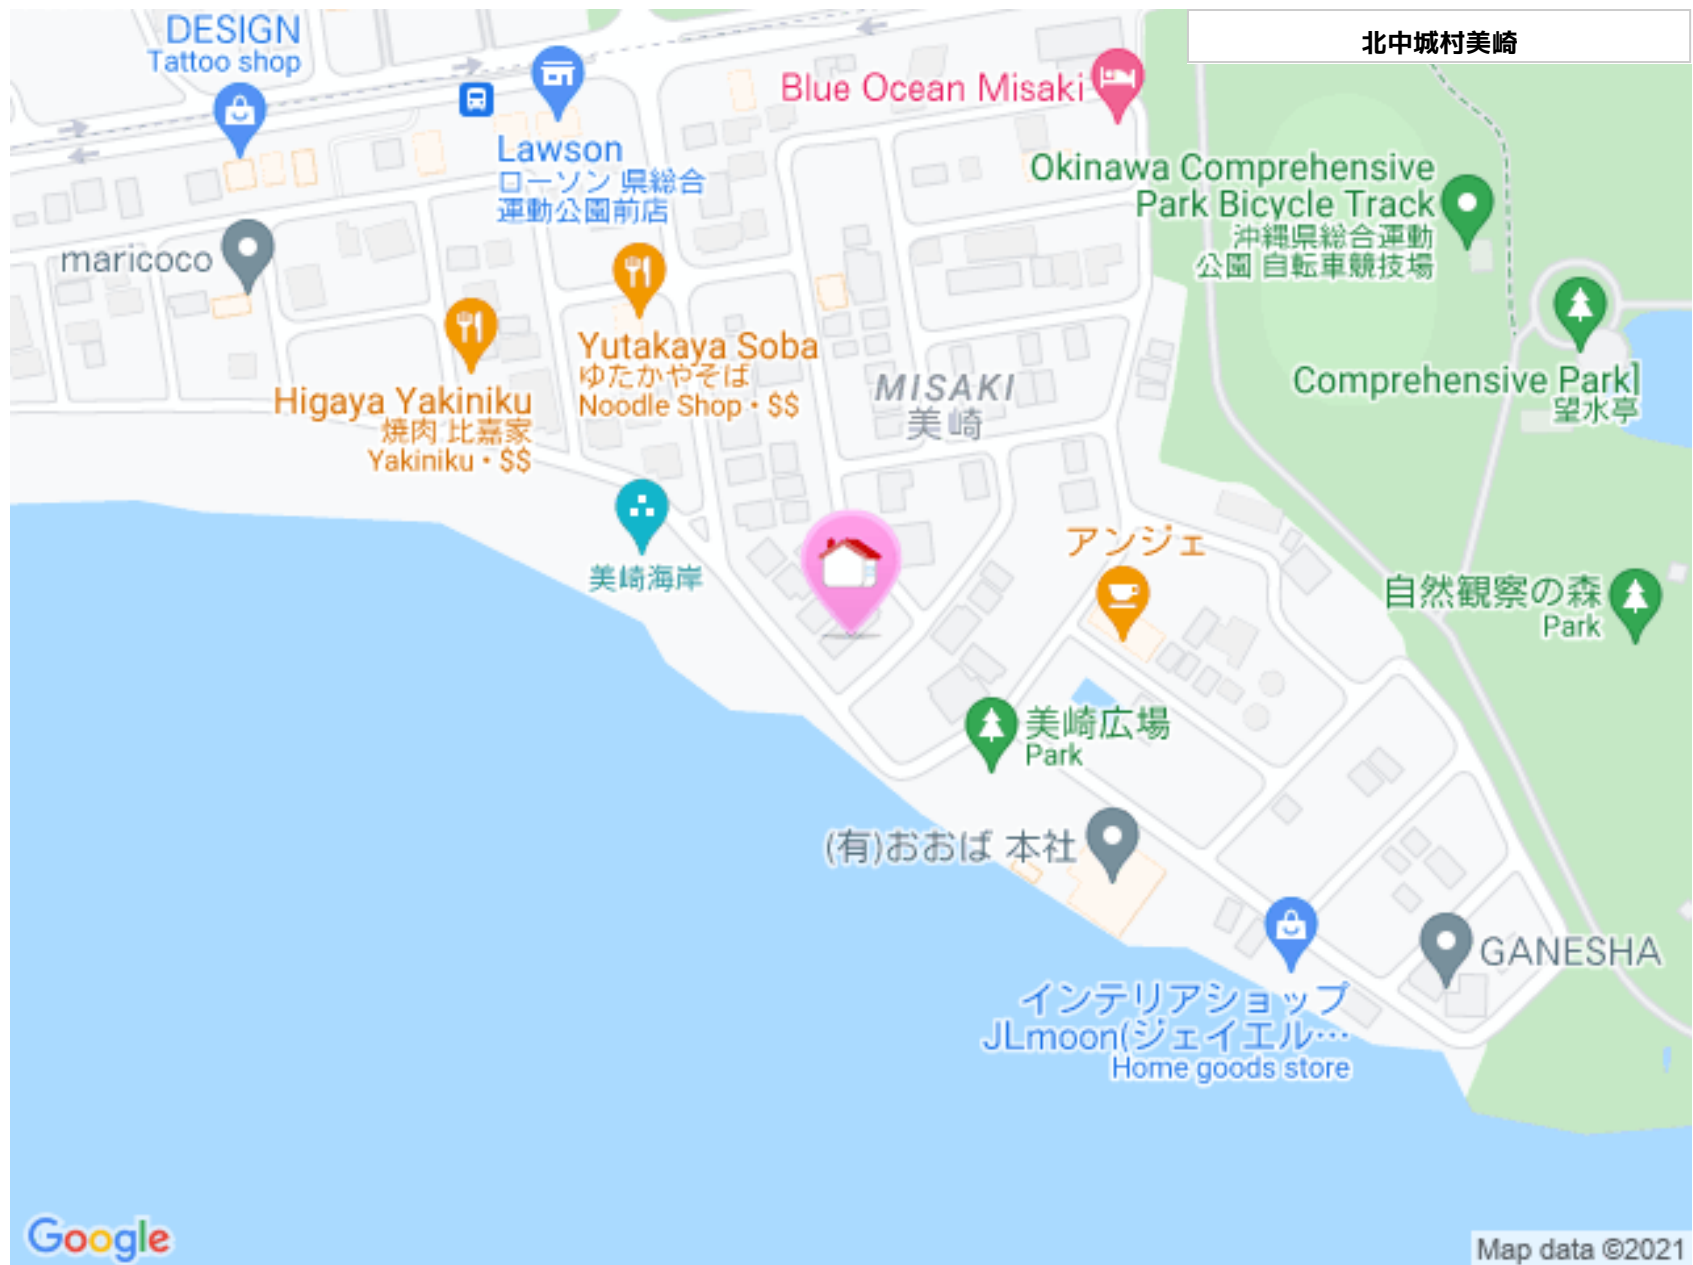 DESIGN
Tattoo shop
北中城村美崎
Blue Ocean Misaki
Lawson
ローソン 県総合
運動公園前店
Okinawa Comprehensive
Park Bicycle Track
沖縄県総合運動
公園 自転車競技場
maricoco
Yutakaya Soba
ゆたかやそば
Noodle Shop • $$
Higaya Yakiniku
焼肉 比嘉家
Yakiniku • $$
MISAKI
美崎
Comprehensive Park]
望水亭
美崎海岸
アンジェ
自然観察の森
Park
美崎広場
Park
(有)おおば 本社
GANESHA
インテリアショップ
JLmoon(ジェイエル…
Home goods store
Google
Map data ©2021